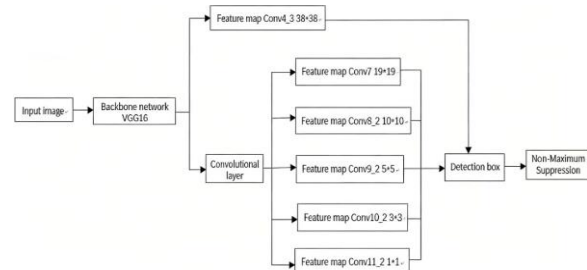 Feature map Conv4_3 38*38
Feature map Conv7 19*19
Input image
Backbone network
VGG16
Feature map Conv8_2 10*10
Convolutional
layer
Feature map Conv9_2 5*5
Detection box
Non-Maximum
Suppression
Feature map Conv10_2 3*3
Feature map Conv11_2 1*1